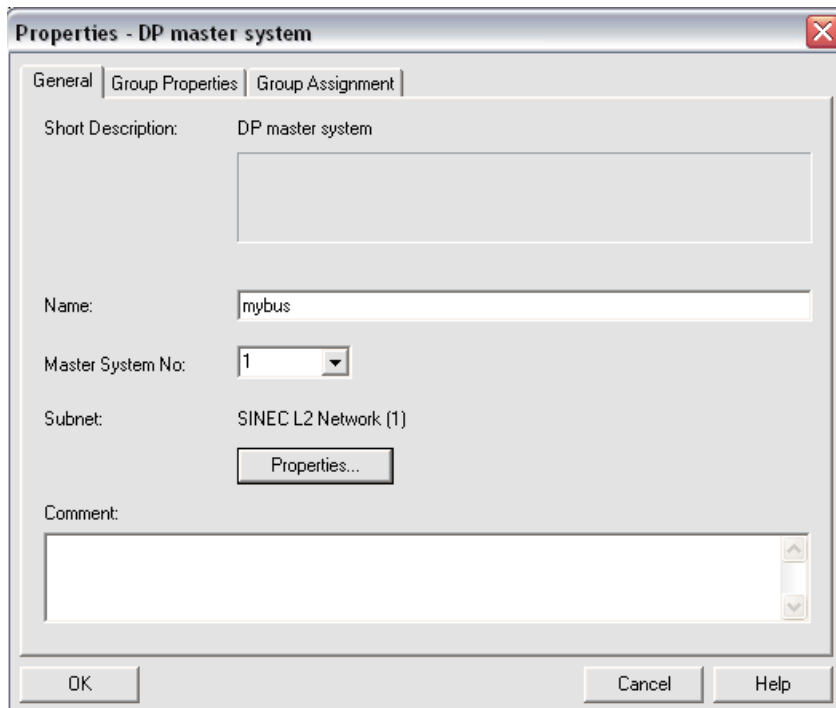 Properties - DP master system
General Group Properties Group Assignment
Short Description: DP master system
Name: mybus
Master System No: 1
Subnet: SINEC L2 Network (1)
Properties...
Comment:
OK Cancel Help